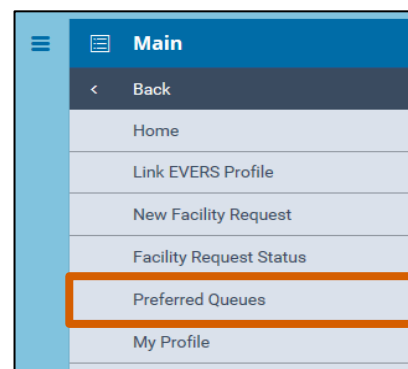 Main
< Back
Home
Link EVERS Profile
New Facility Request
Facility Request Status
Preferred Queues
My Profile